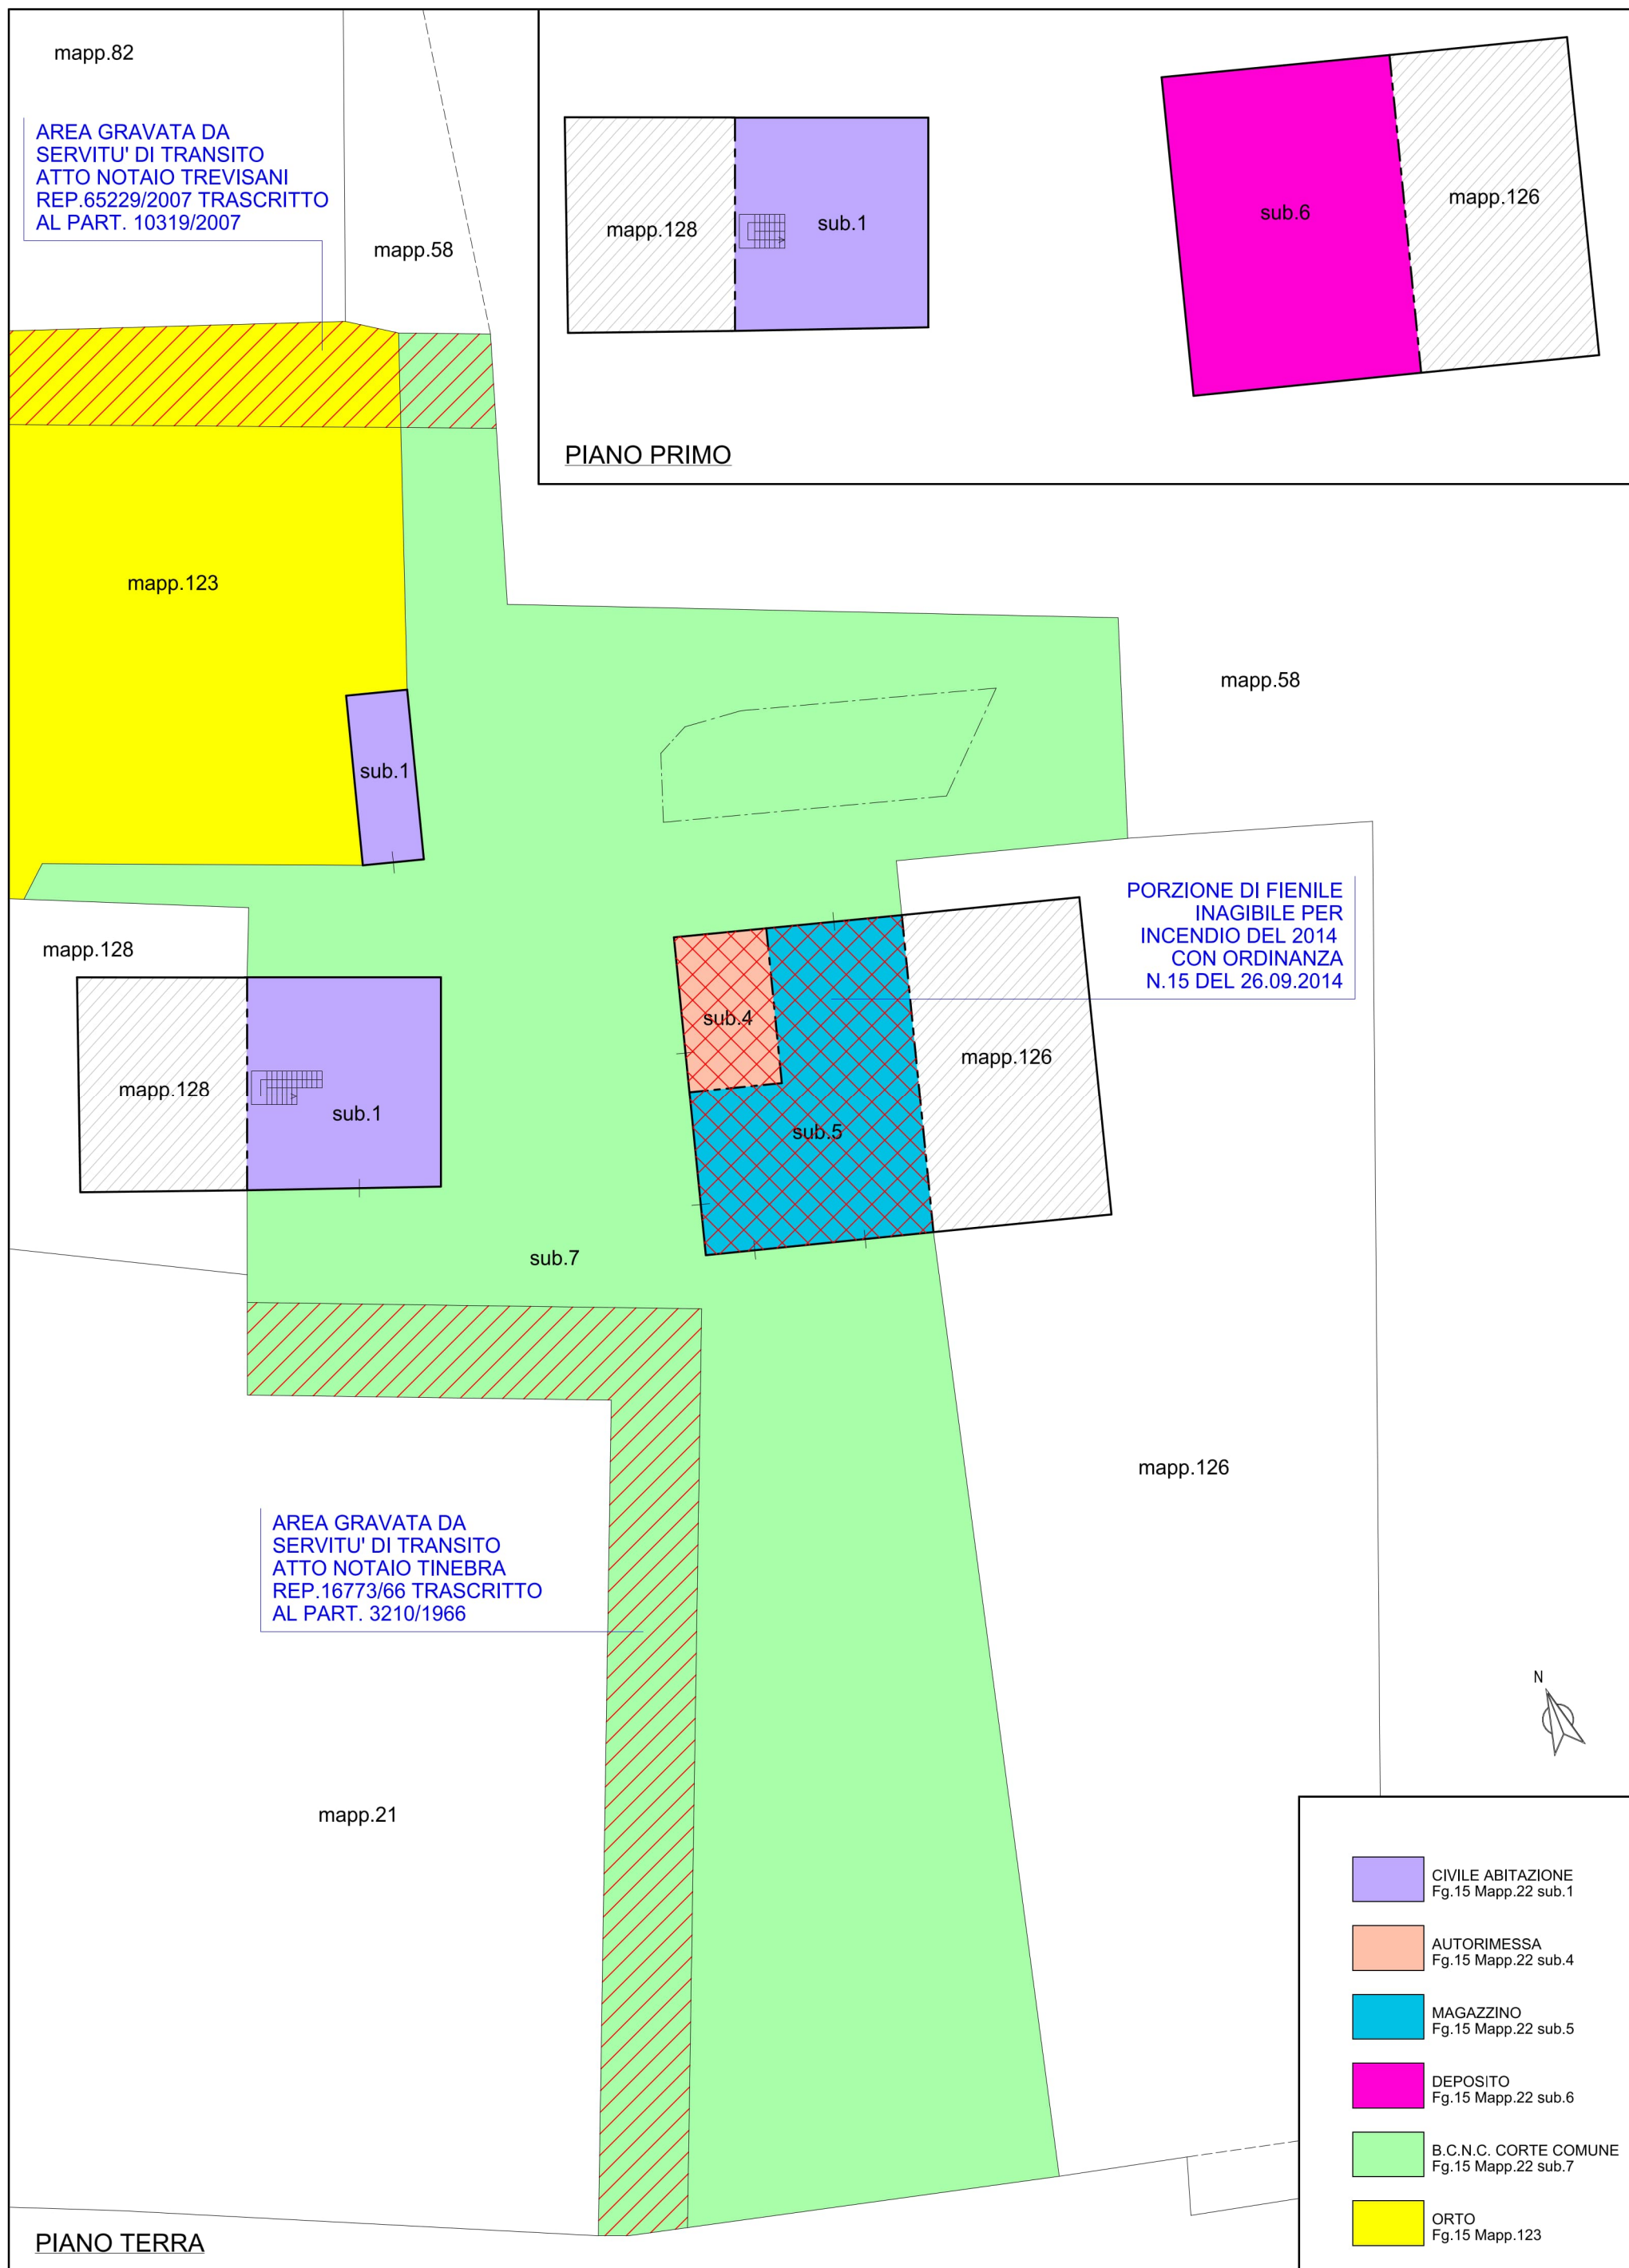 mapp.82
AREA GRAVATA DA
SERVITU' DI TRANSITO
ATTO NOTAIO TREVISANI
REP.65229/2007 TRASCRITTO
AL PART. 10319/2007
mapp.58
mapp.128
sub.1
sub.6
mapp.126
PIANO PRIMO
mapp.123
mapp.58
sub.1
PORZIONE DI FIENILE
INAGIBILE PER
INCENDIO DEL 2014
CON ORDINANZA
N.15 DEL 26.09.2014
mapp.128
sub.4
mapp.126
mapp.128
sub.1
sub.5
sub.7
mapp.126
AREA GRAVATA DA
SERVITU' DI TRANSITO
ATTO NOTAIO TINEBRA
REP.16773/66 TRASCRITTO
AL PART. 3210/1966
N
mapp.21
CIVILE ABITAZIONE
Fg.15 Mapp.22 sub.1
AUTORIMESSA
Fg.15 Mapp.22 sub.4
MAGAZZINO
Fg.15 Mapp.22 sub.5
DEPOSITO
Fg.15 Mapp.22 sub.6
B.C.N.C. CORTE COMUNE
Fg.15 Mapp.22 sub.7
ORTO
Fg.15 Mapp.123
PIANO TERRA